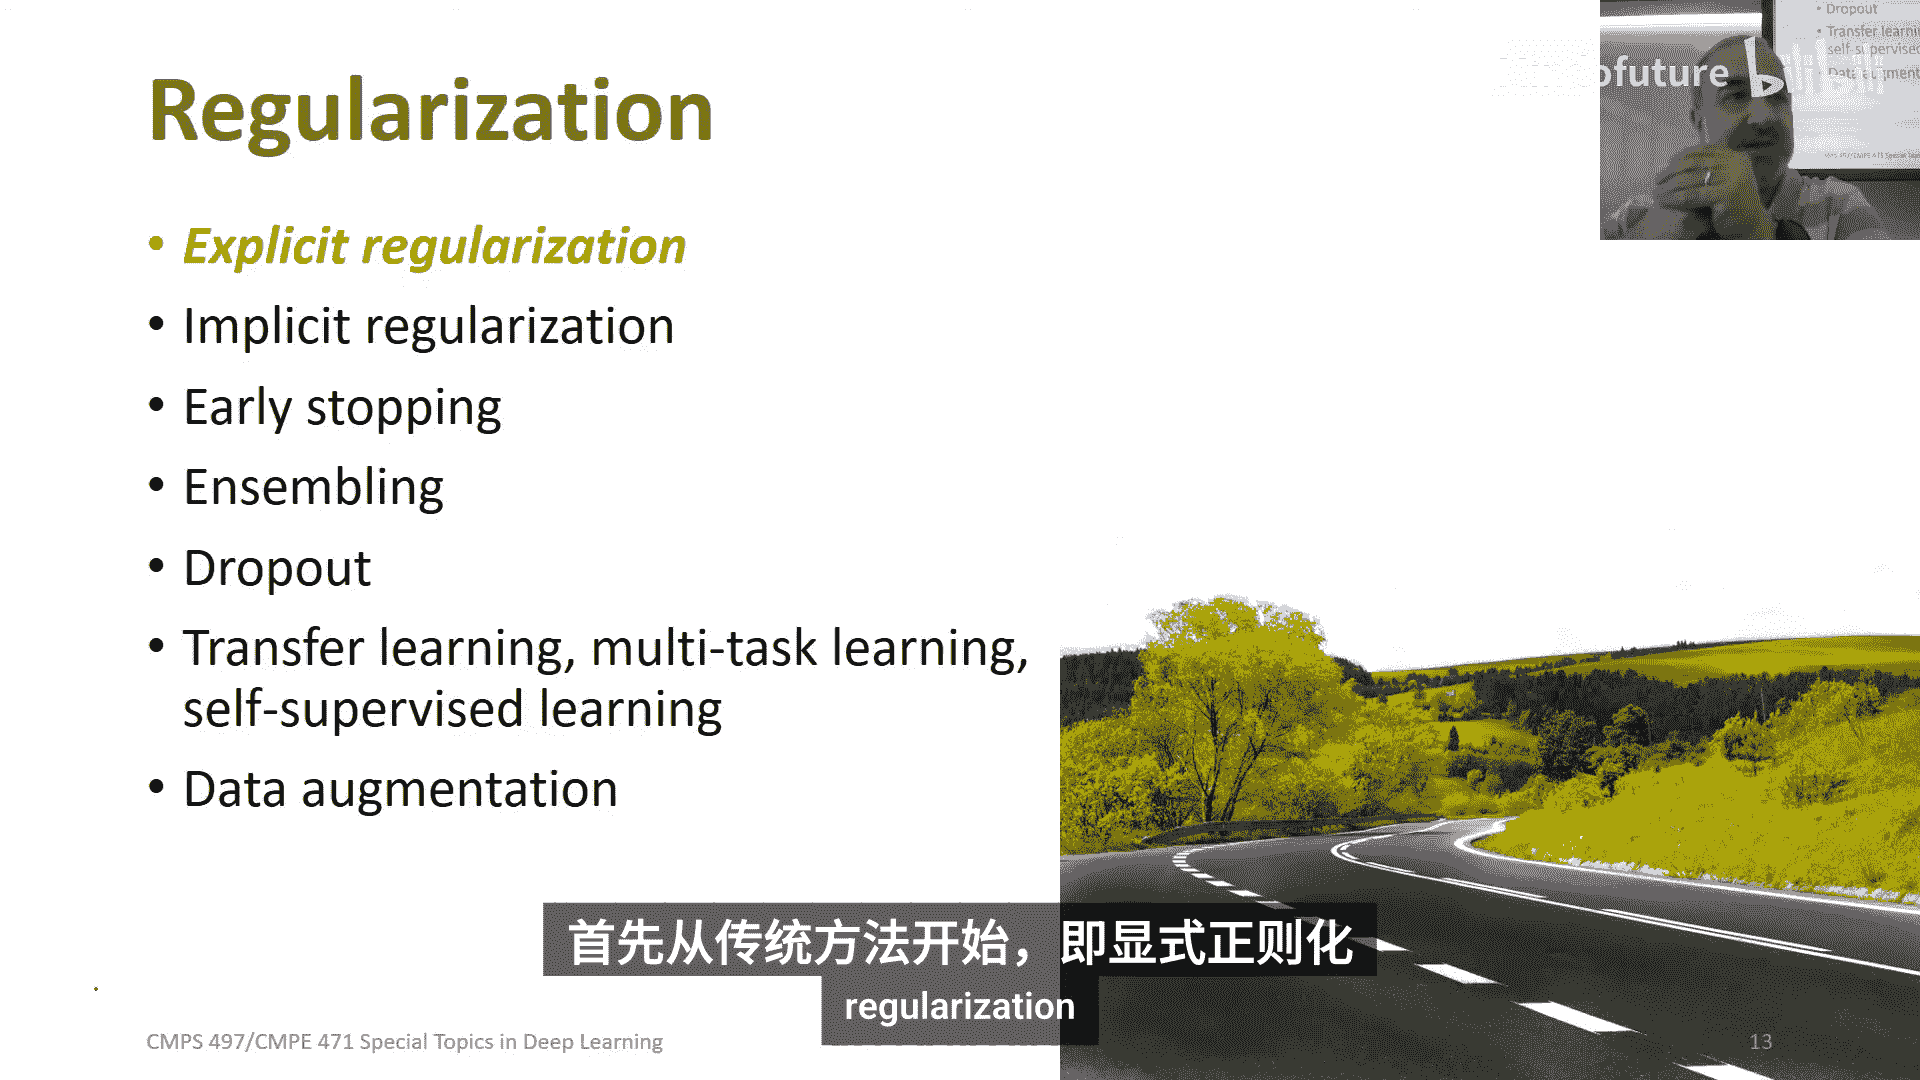 Regularization
• Explicit regularization
• Implicit regularization
• Early stopping
• Ensembling
• Dropout
• Transfer learning, multi-task learning,
self-supervised learning
• Data augmentation
• Dropout
ofuture
首先从传统方法开始，即显式正则化
regularization
CMPS 497/CMPE 471 Special Topics in Deep Learning
13